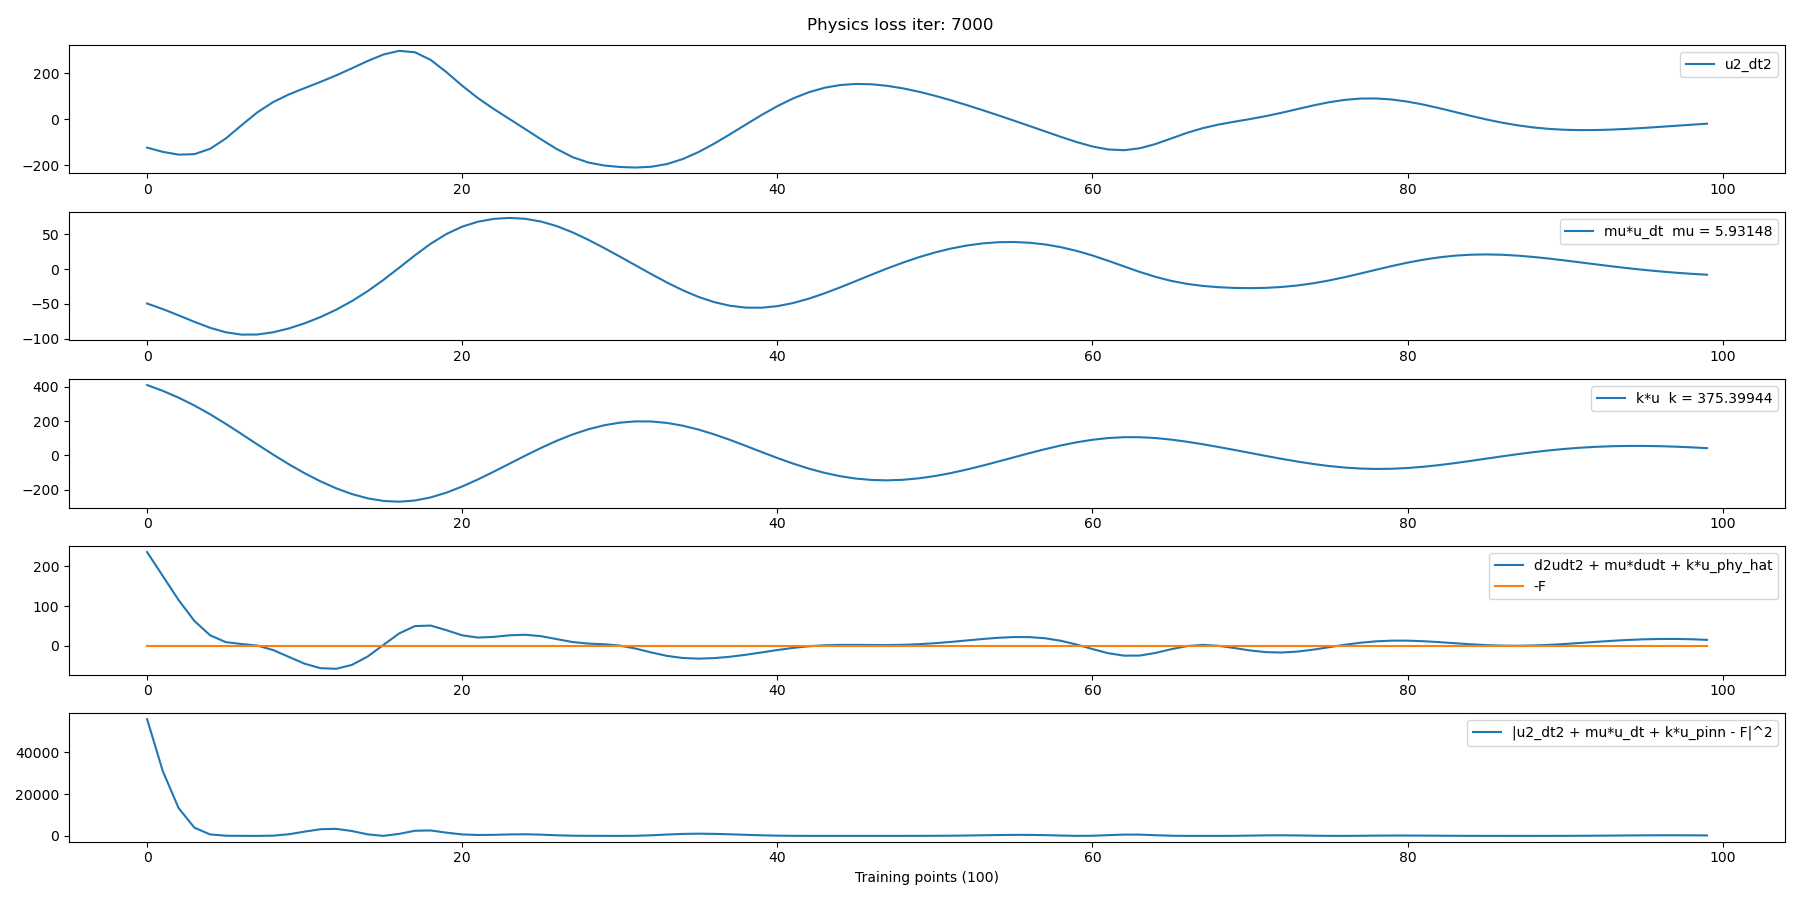 Physics loss iter: 7000
u2_dt2
200
0
−200
0 20 40 60 80 100
mu*u_dt  mu = 5.93148
50
0
−50
−100
0 20 40 60 80 100
k*u  k = 375.39944
400
200
0
−200
0 20 40 60 80 100
d2udt2 + mu*dudt + k*u_phy_hat
-F
200
100
0
0 20 40 60 80 100
|u2_dt2 + mu*u_dt + k*u_pinn - F|^2
40000
20000
0
0 20 40 60 80 100
Training points (100)